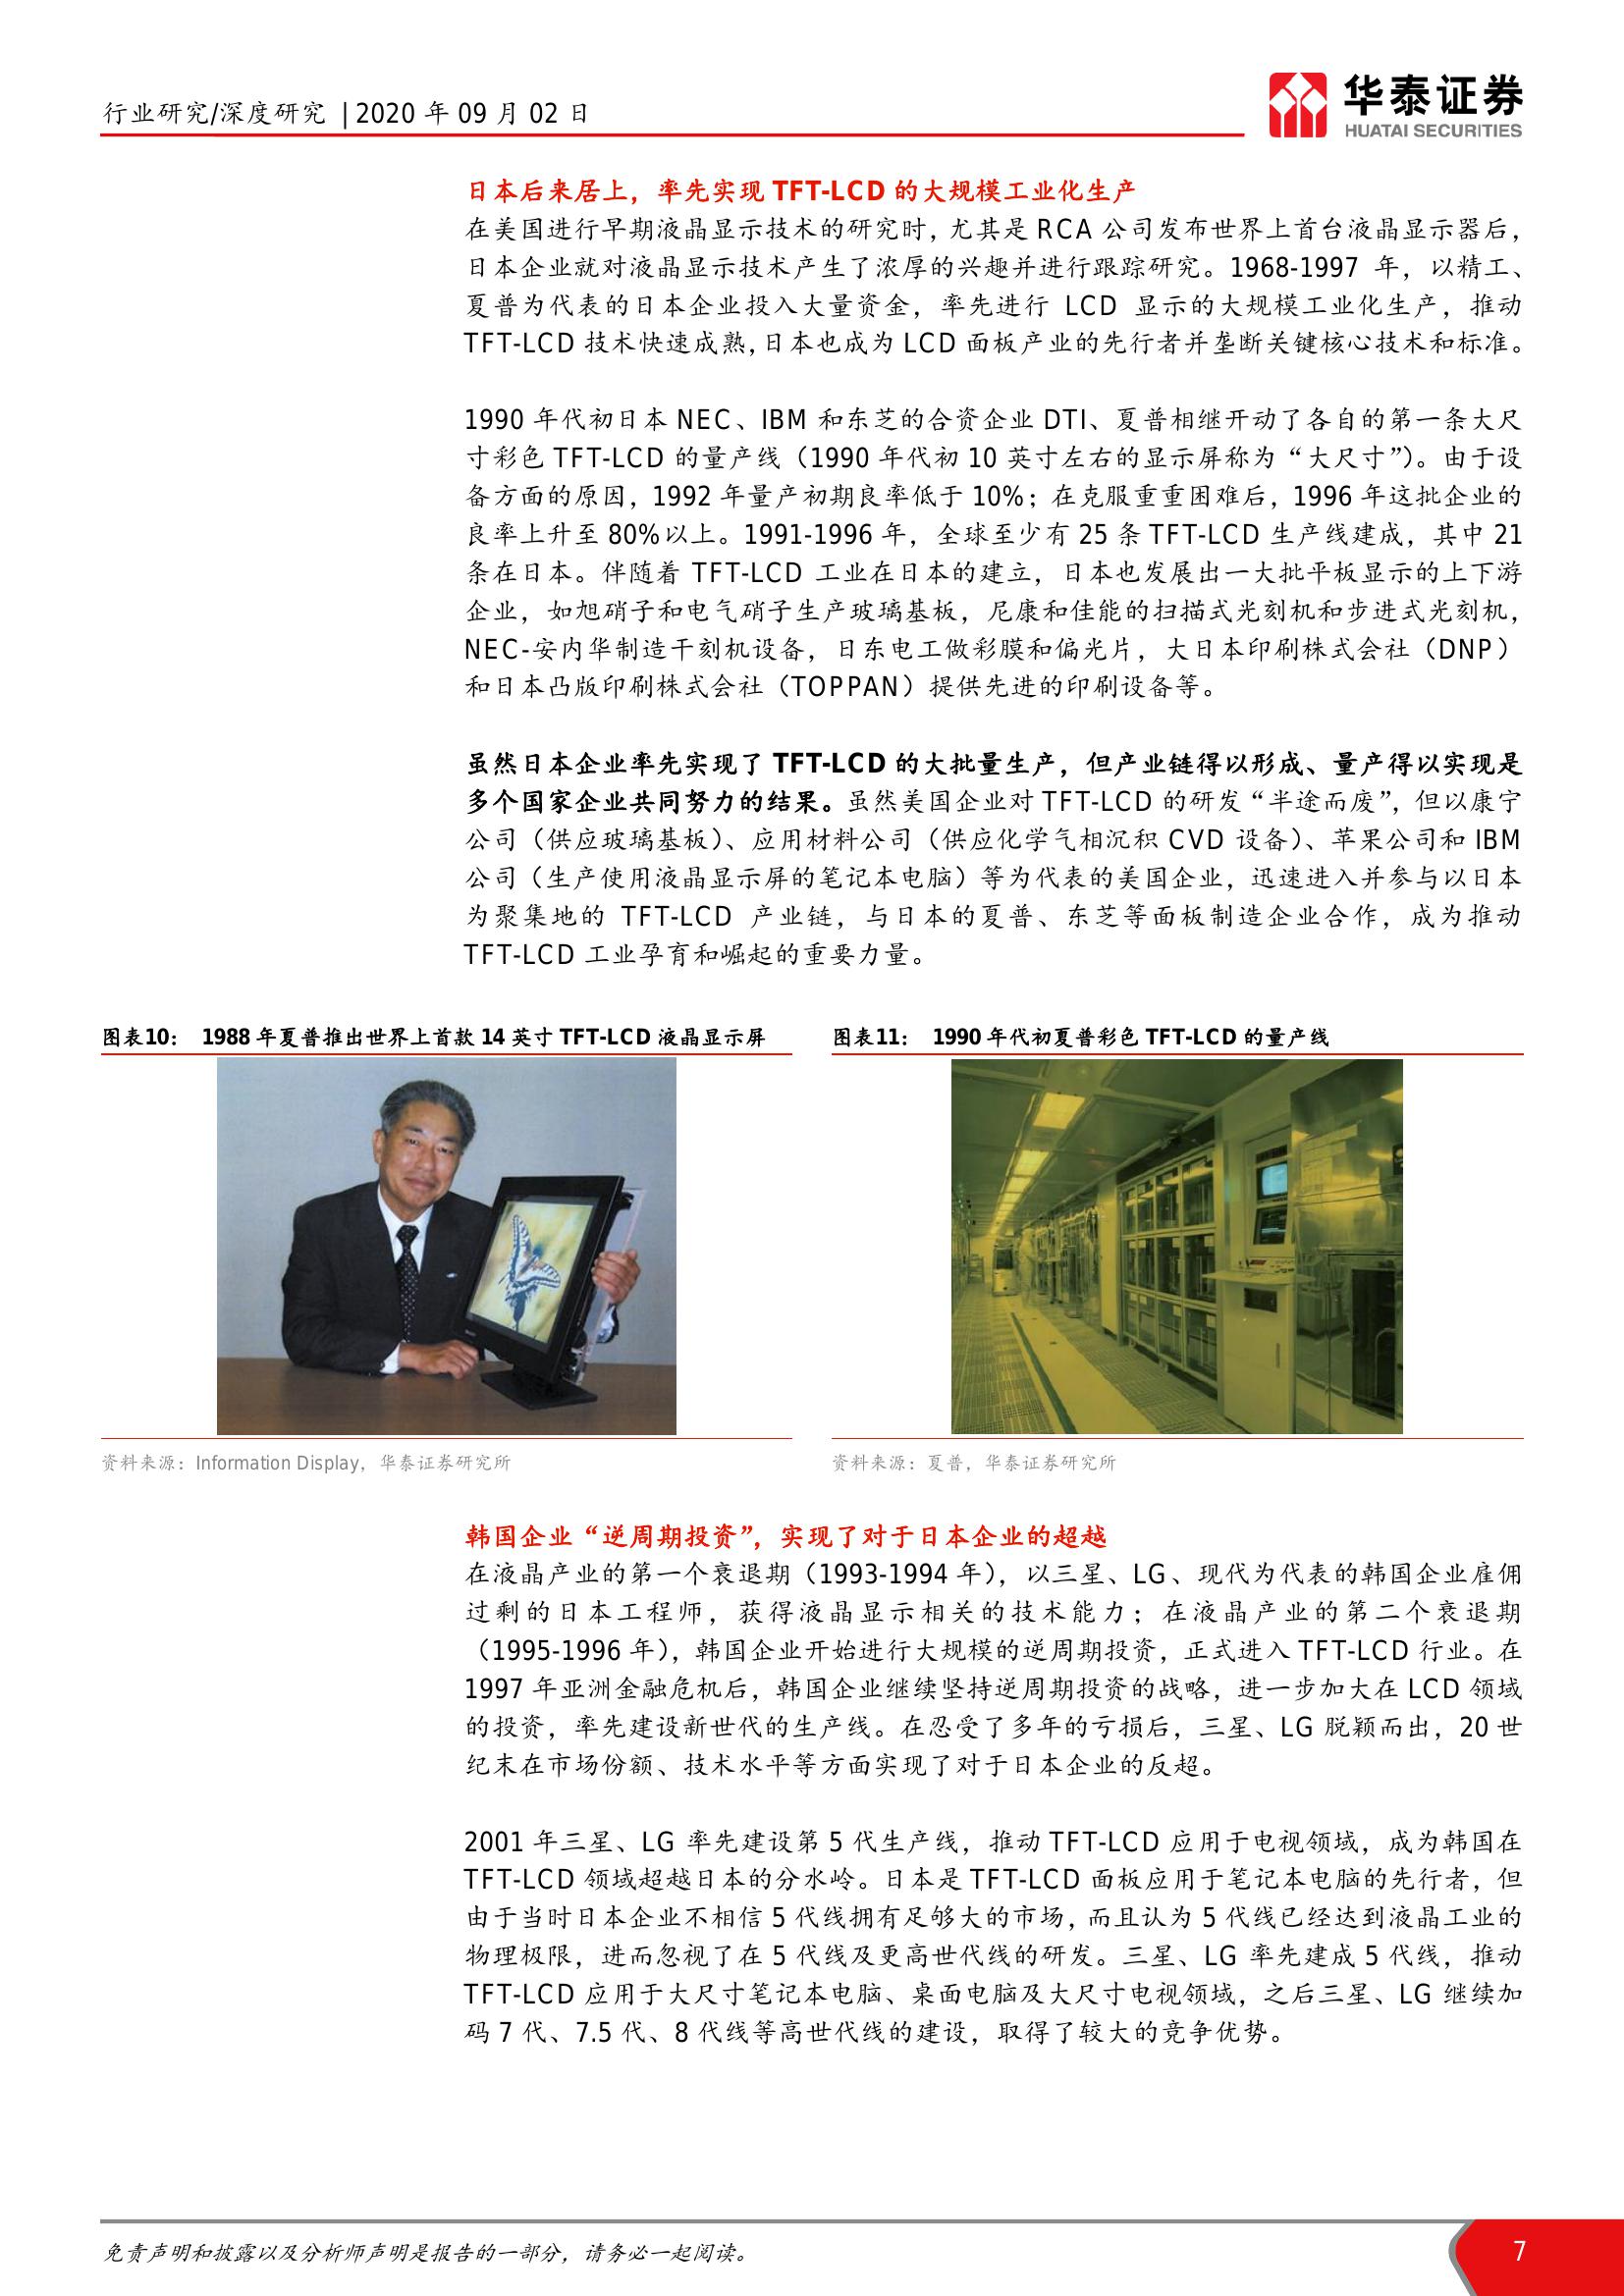 行业研究/深度研究 | 2020 年 09 月 02 日
华泰证券
HUATAI SECURITIES
日本后来居上，率先实现 TFT-LCD 的大规模工业化生产
在美国进行早期液晶显示技术的研究时，尤其是 RCA 公司发布世界上首台液晶显示器后，
日本企业就对液晶显示技术产生了浓厚的兴趣并进行跟踪研究。1968-1997 年，以精工、
夏普为代表的日本企业投入大量资金，率先进行 LCD 显示的大规模工业化生产，推动
TFT-LCD 技术快速成熟，日本也成为 LCD 面板产业的先行者并垄断关键核心技术和标准。
1990 年代初日本 NEC、IBM 和东芝的合资企业 DTI、夏普相继开动了各自的第一条大尺
寸彩色 TFT-LCD 的量产线（1990 年代初 10 英寸左右的显示屏称为“大尺寸”）。由于设
备方面的原因，1992 年量产初期良率低于 10%；在克服重重困难后，1996 年这批企业的
良率上升至 80%以上。1991-1996 年，全球至少有 25 条 TFT-LCD 生产线建成，其中 21
条在日本。伴随着 TFT-LCD 工业在日本的建立，日本也发展出一大批平板显示的上下游
企业，如旭硝子和电气硝子生产玻璃基板，尼康和佳能的扫描式光刻机和步进式光刻机，
NEC-安内华制造干刻机设备，日东电工做彩膜和偏光片，大日本印刷株式会社（DNP）
和日本凸版印刷株式会社（TOPPAN）提供先进的印刷设备等。
虽然日本企业率先实现了 TFT-LCD 的大批量生产，但产业链得以形成、量产得以实现是
多个国家企业共同努力的结果。虽然美国企业对 TFT-LCD 的研发“半途而废”，但以康宁
公司（供应玻璃基板）、应用材料公司（供应化学气相沉积 CVD 设备）、苹果公司和 IBM
公司（生产使用液晶显示屏的笔记本电脑）等为代表的美国企业，迅速进入并参与以日本
为聚集地的 TFT-LCD 产业链，与日本的夏普、东芝等面板制造企业合作，成为推动
TFT-LCD 工业孕育和崛起的重要力量。
图表10： 1988 年夏普推出世界上首款 14 英寸 TFT-LCD 液晶显示屏
图表11： 1990 年代初夏普彩色 TFT-LCD 的量产线
资料来源：Information Display，华泰证券研究所
资料来源：夏普，华泰证券研究所
韩国企业“逆周期投资”，实现了对于日本企业的超越
在液晶产业的第一个衰退期（1993-1994 年），以三星、LG、现代为代表的韩国企业雇佣
过剩的日本工程师，获得液晶显示相关的技术能力；在液晶产业的第二个衰退期
（1995-1996 年），韩国企业开始进行大规模的逆周期投资，正式进入 TFT-LCD 行业。在
1997 年亚洲金融危机后，韩国企业继续坚持逆周期投资的战略，进一步加大在 LCD 领域
的投资，率先建设新世代的生产线。在忍受了多年的亏损后，三星、LG 脱颖而出，20 世
纪末在市场份额、技术水平等方面实现了对于日本企业的反超。
2001 年三星、LG 率先建设第 5 代生产线，推动 TFT-LCD 应用于电视领域，成为韩国在
TFT-LCD 领域超越日本的分水岭。日本是 TFT-LCD 面板应用于笔记本电脑的先行者，但
由于当时日本企业不相信 5 代线拥有足够大的市场，而且认为 5 代线已经达到液晶工业的
物理极限，进而忽视了在 5 代线及更高世代线的研发。三星、LG 率先建成 5 代线，推动
TFT-LCD 应用于大尺寸笔记本电脑、桌面电脑及大尺寸电视领域，之后三星、LG 继续加
码 7 代、7.5 代、8 代线等高世代线的建设，取得了较大的竞争优势。
免责声明和披露以及分析师声明是报告的一部分，请务必一起阅读。
7